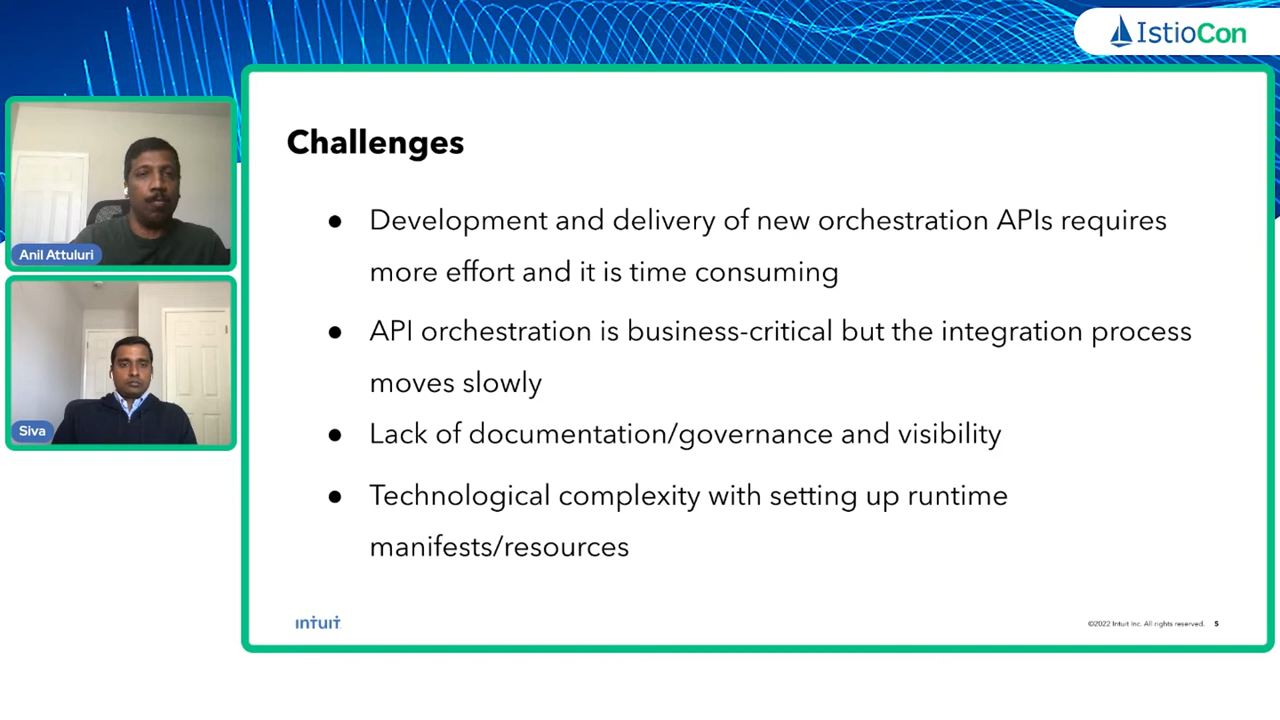 IstioCon
Anil Attuluri
Siva
Challenges
● Development and delivery of new orchestration APIs requires
more effort and it is time consuming
● API orchestration is business-critical but the integration process
moves slowly
● Lack of documentation/governance and visibility
● Technological complexity with setting up runtime
manifests/resources
INTUIT
©2022 Intuit Inc. All rights reserved. 5